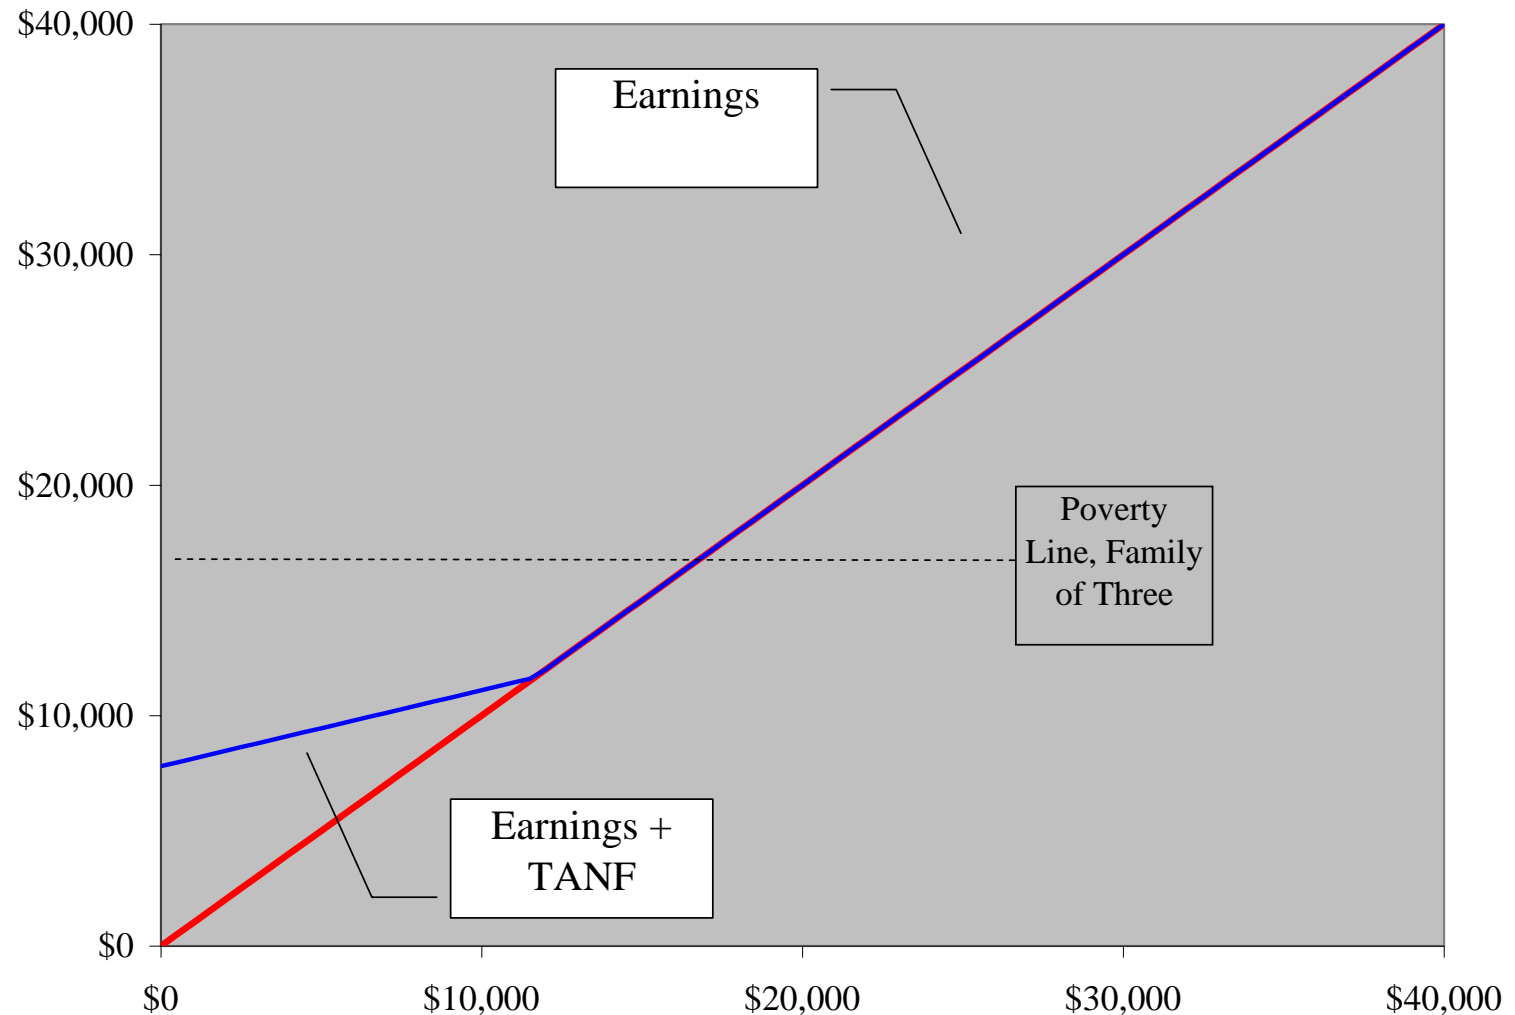 $40,000
Earnings
$30,000
$20,000
Poverty
Line, Family
of Three
$10,000
Earnings +
TANF
$0
$0
$10,000
$20,000
$30,000
$40,000